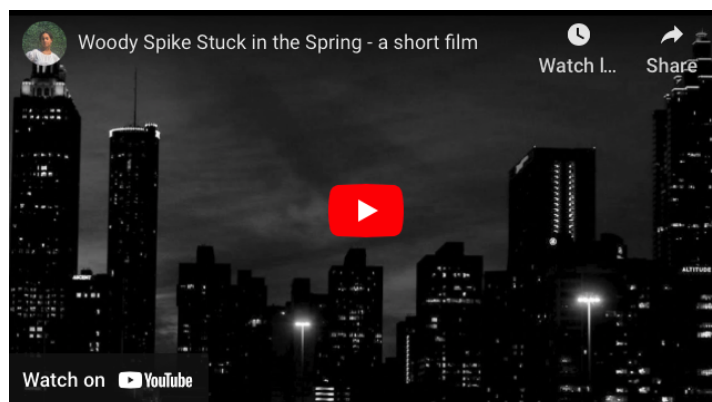 Woody Spike Stuck in the Spring - a short film
Watch l...
Share
ALTITUDE
Watch on YouTube